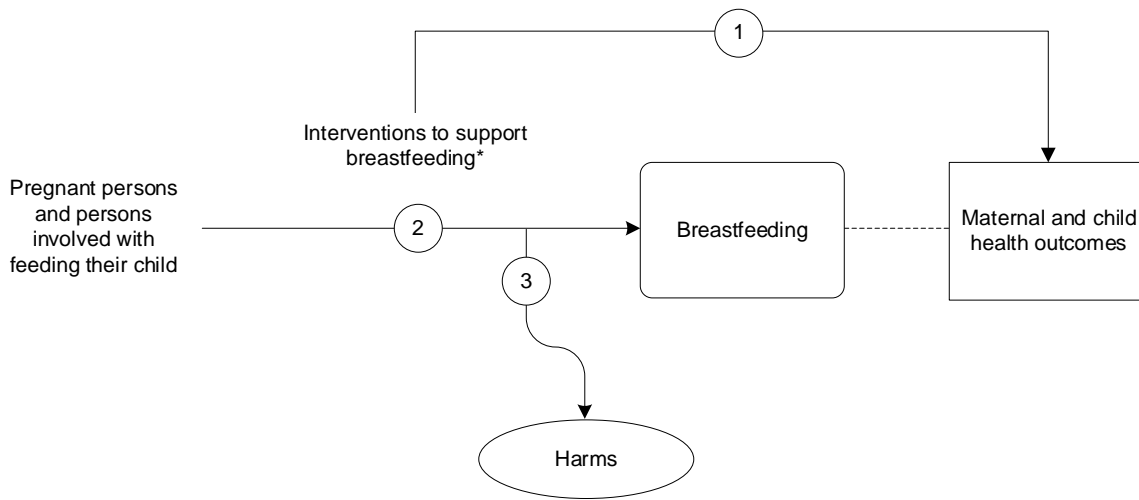 1
Interventions to support
breastfeeding*
Pregnant persons
and persons
involved with
feeding their child
2
3
Breastfeeding
Maternal and child
health outcomes
Harms